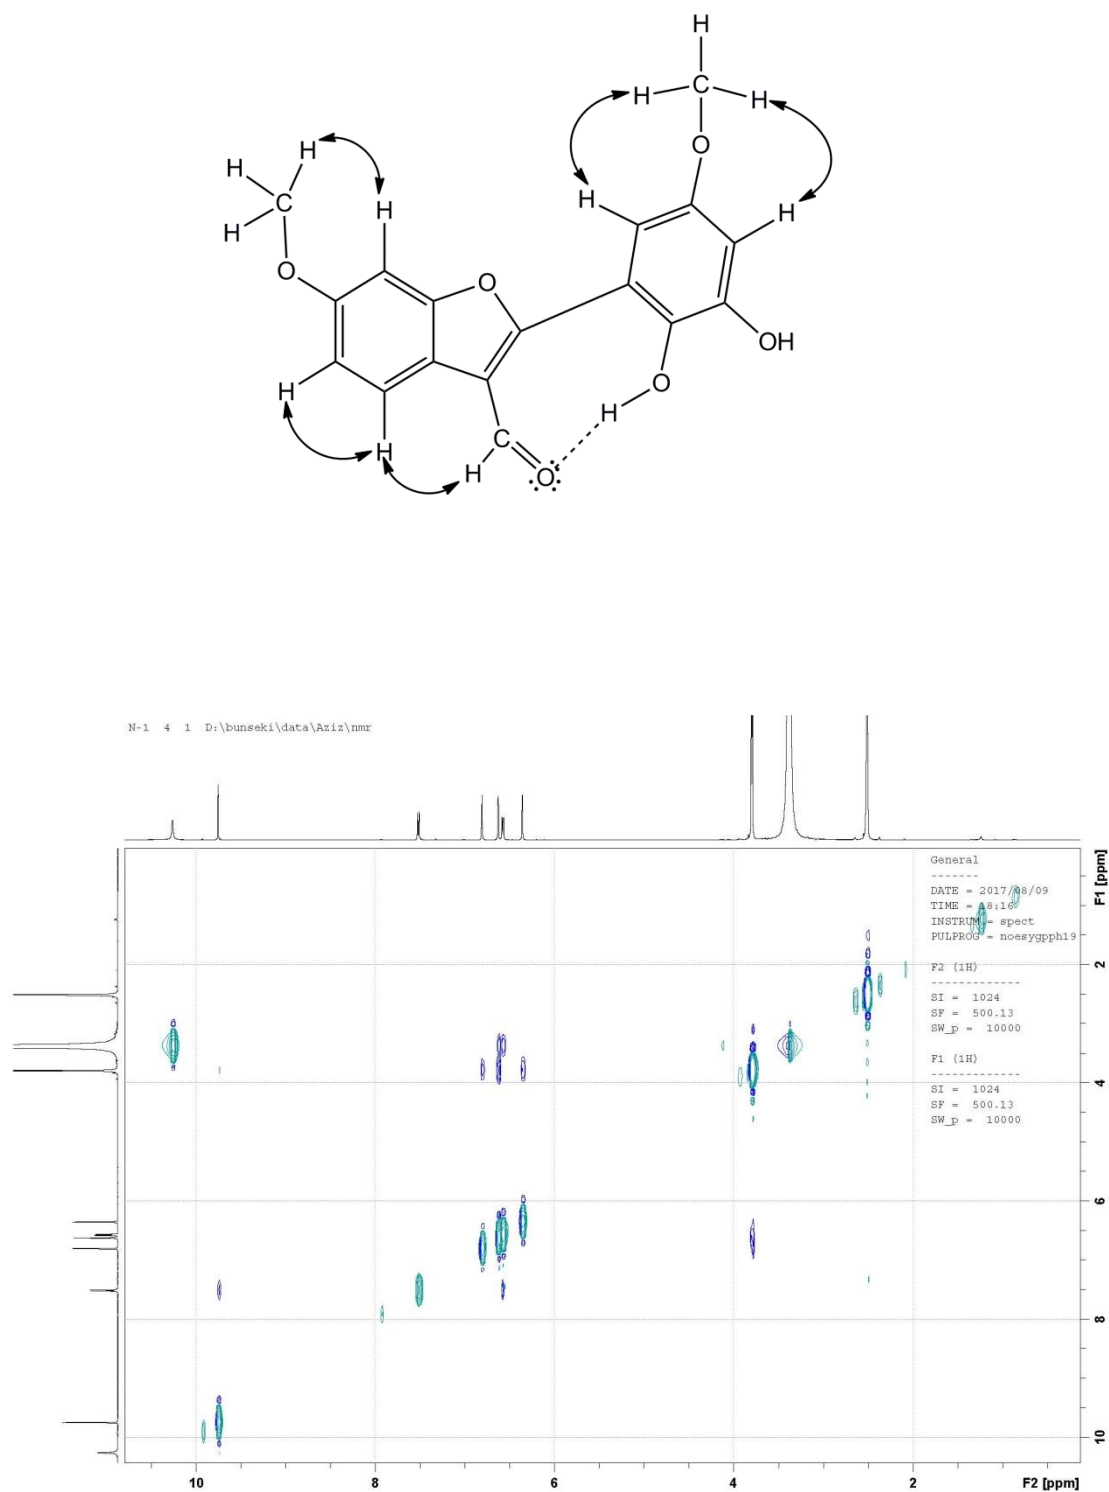 H
H
C
H
H
H
O
H
C
H
H
H
H
O
O
OH
H
O
H
H
C
H
O
N-1 4 1 D:\bunseki\data\Aziz\nmr
General
-------
DATE = 2017/08/09
TIME = 18:16
INSTRUM = spect
PULPROG = noesygpph19
F2 (1H)
-------------
SI = 1024
SF = 500.13
SW_p = 10000
F1 (1H)
-------------
SI = 1024
SF = 500.13
SW_p = 10000
F1 [ppm]
2
4
6
8
10
10 8 6 4 2 F2 [ppm]